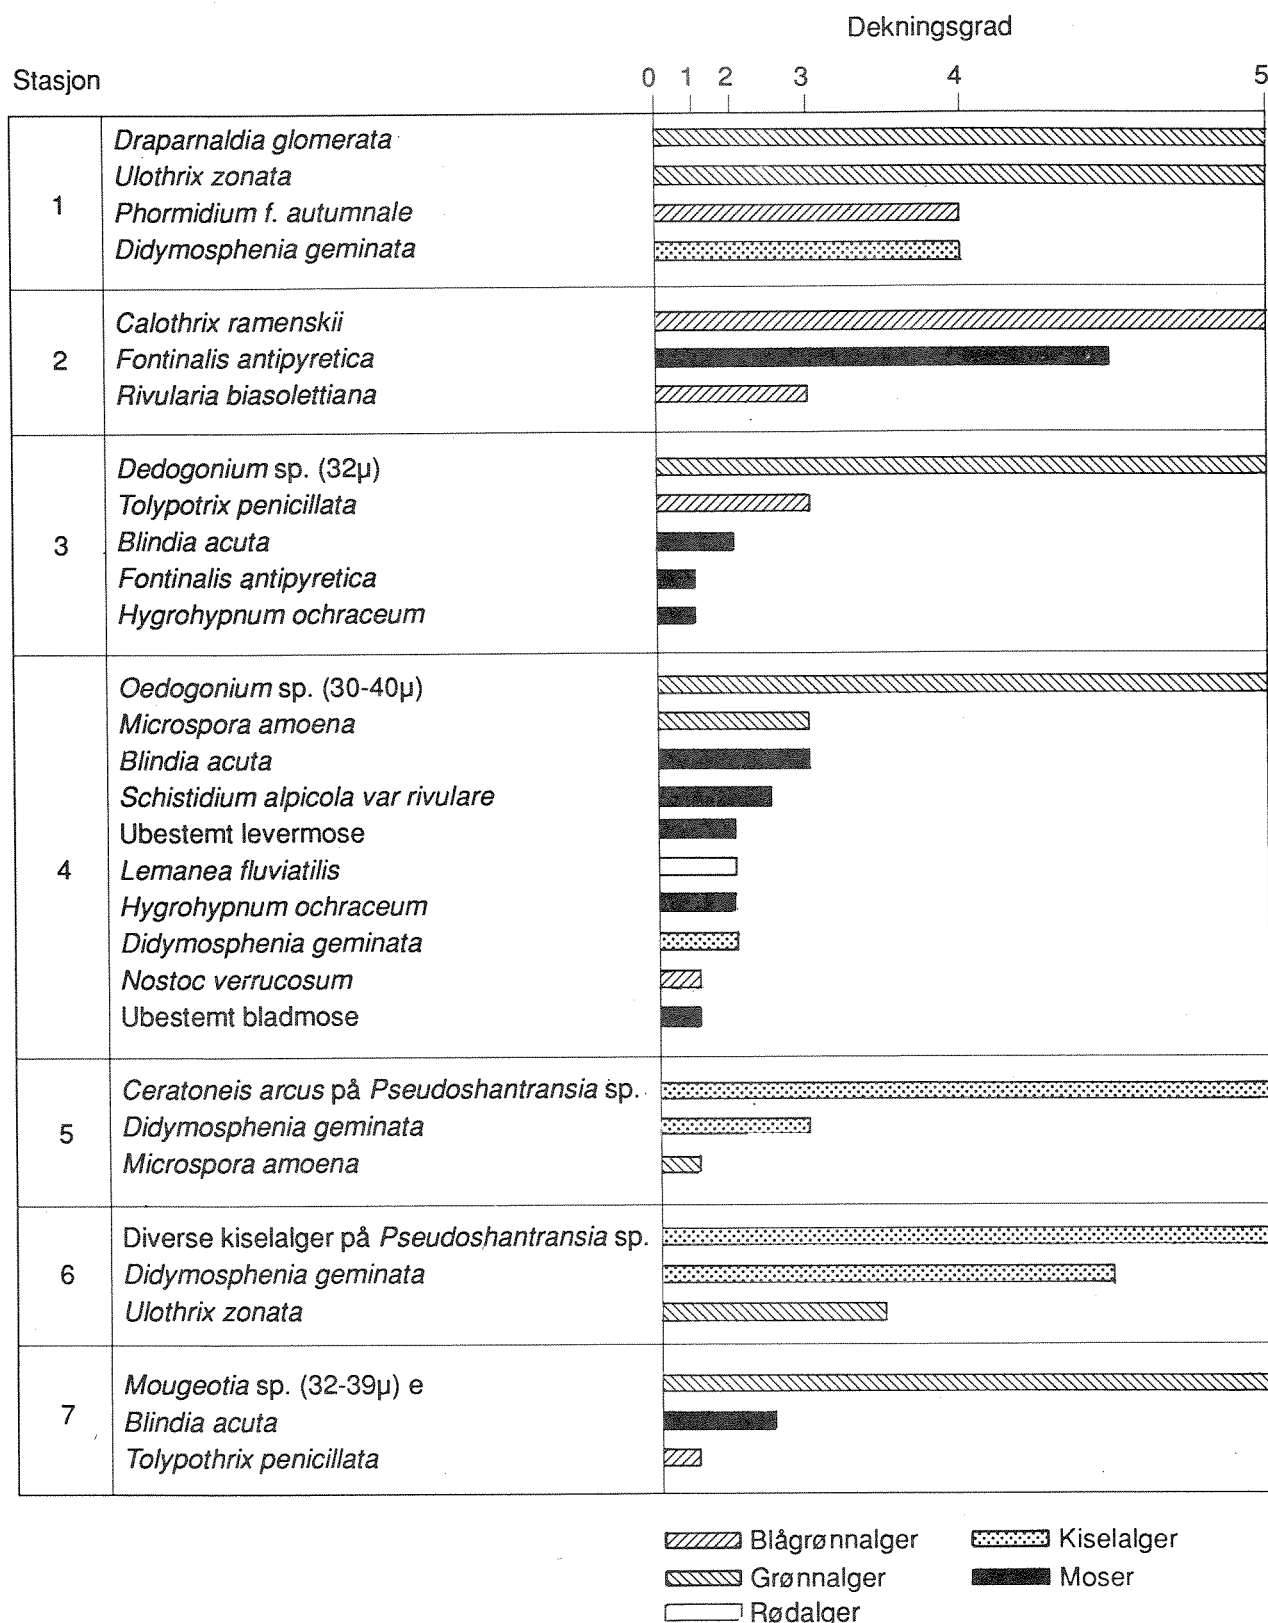 Dekningsgrad
Stasjon 0 1 2 3 4 5
1
Draparnaldia glomerata
Ulothrix zonata
Phormidium f. autumnale
Didymosphenia geminata
2
Calothrix ramenskii
Fontinalis antipyretica
Rivularia biasolettiana
3
Dedogonium sp. (32µ)
Tolypotrix penicillata
Blindia acuta
Fontinalis antipyretica
Hygrohypnum ochraceum
4
Oedogonium sp. (30-40µ)
Microspora amoena
Blindia acuta
Schistidium alpicola var rivulare
Ubestemt levermose
Lemanea fluviatilis
Hygrohypnum ochraceum
Didymosphenia geminata
Nostoc verrucosum
Ubestemt bladmose
5
Ceratoneis arcus på Pseudoshantransia sp.
Didymosphenia geminata
Microspora amoena
6
Diverse kiselalger på Pseudoshantransia sp.
Didymosphenia geminata
Ulothrix zonata
7
Mougeotia sp. (32-39µ) e
Blindia acuta
Tolypothrix penicillata
Blågrønnalger Kiselalger
Grønnalger Moser
Rødalger